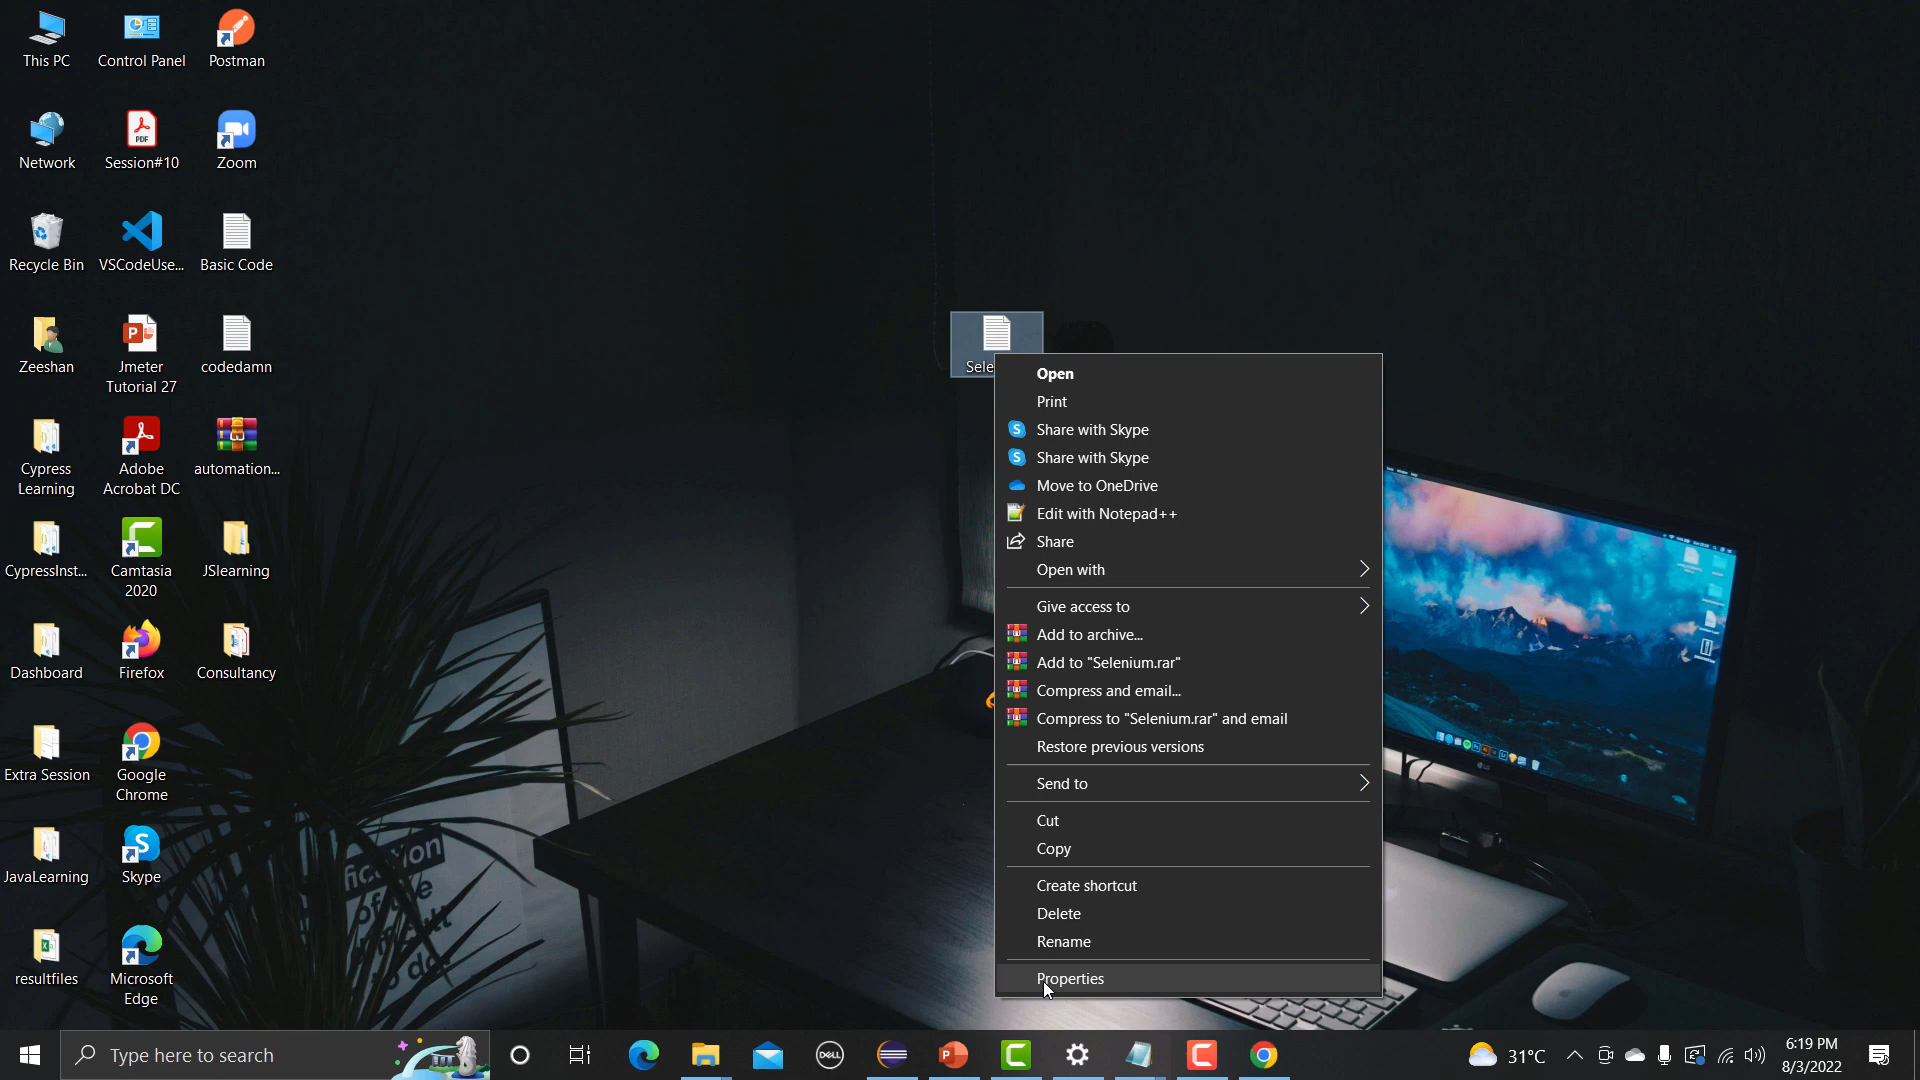 This PC
Control Panel
Postman
Network
Session#10
Zoom
Recycle Bin
VSCodeUse...
Basic Code
Zeeshan
Jmeter
Tutorial 27
codedamn
Cypress
Learning
Adobe
Acrobat DC
automation...
CypressInst...
Camtasia
2020
JSlearning
Dashboard
Firefox
Consultancy
Extra Session
Google
Chrome
JavaLearning
Skype
resultfiles
Microsoft
Edge
Sele
Open
Print
Share with Skype
Share with Skype
Move to OneDrive
Edit with Notepad++
Share
Open with
Give access to
Add to archive...
Add to "Selenium.rar"
Compress and email...
Compress to "Selenium.rar" and email
Restore previous versions
Send to
Cut
Copy
Create shortcut
Delete
Rename
Properties
Type here to search
31°C
6:19 PM
8/3/2022